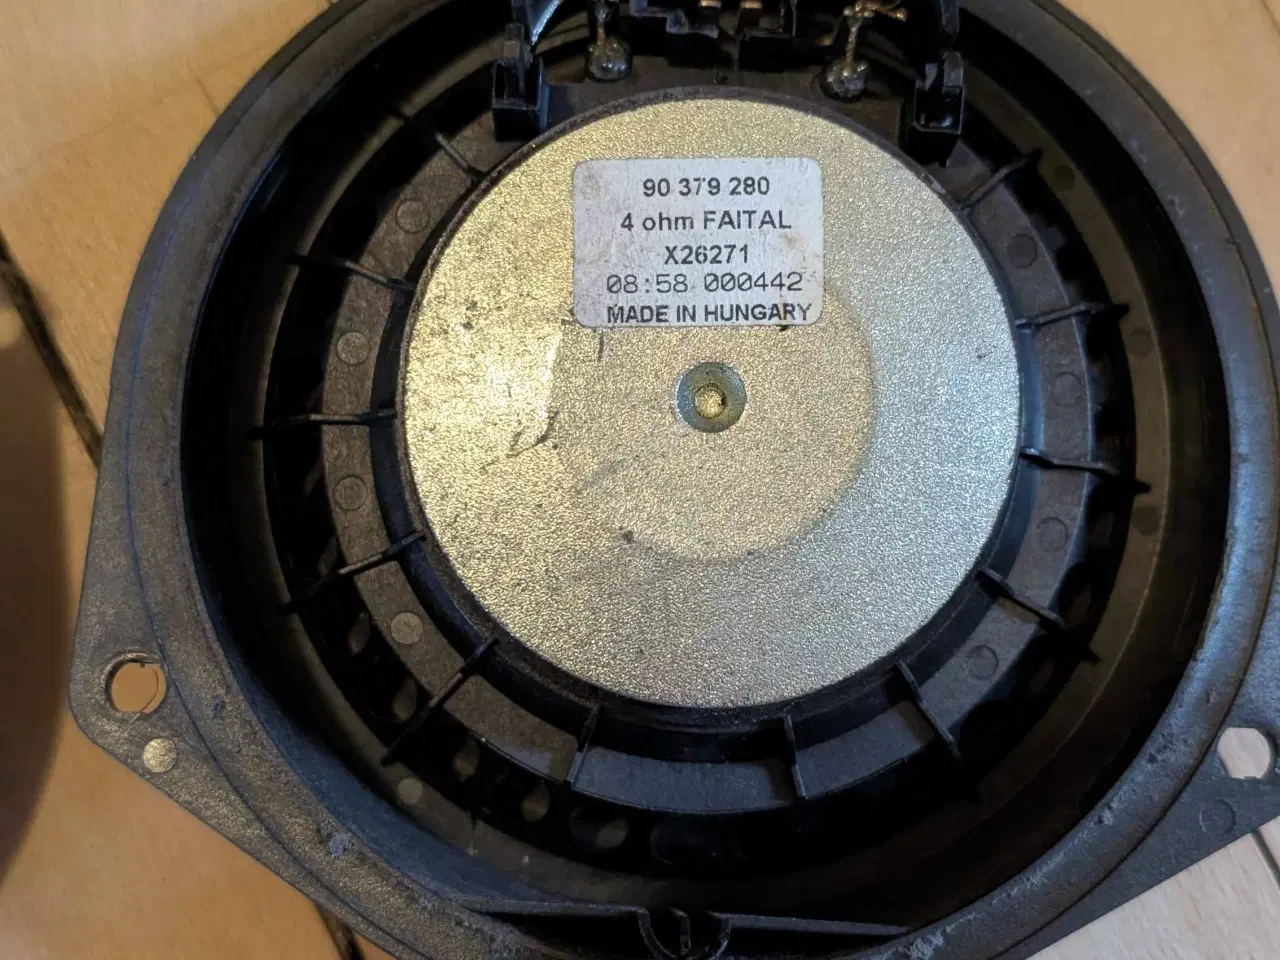 90 379 280
4 ohm FAITAL
X26271
08:58 000442
MADE IN HUNGARY